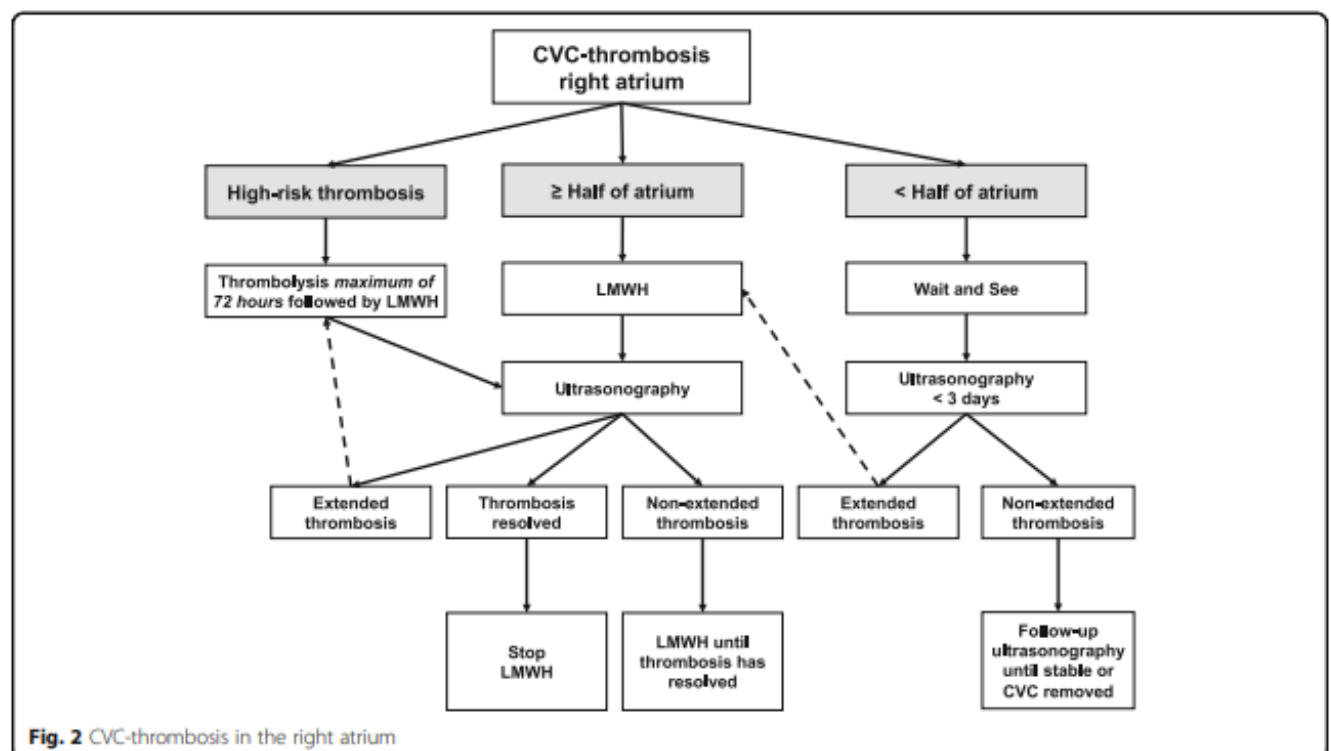 CVC-thrombosis
right atrium
High-risk thrombosis
≥ Half of atrium
< Half of atrium
Thrombolysis maximum of
72 hours followed by LMWH
LMWH
Wait and See
Ultrasonography
Ultrasonography
< 3 days
Extended
thrombosis
Thrombosis
resolved
Non-extended
thrombosis
Extended
thrombosis
Non-extended
thrombosis
Stop
LMWH
LMWH until
thrombosis has
resolved
Follow-up
ultrasonography
until stable or
CVC removed
Fig. 2 CVC-thrombosis in the right atrium